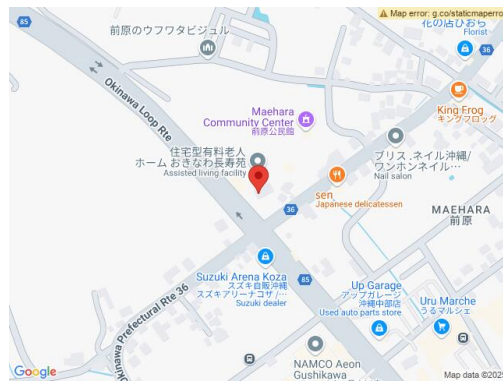 85
前原のウフワタビジュル
Map error: g.co/staticmaperro
花の店ひおち
Florist
36
King Frog
キングフロッグ
Okinawa Loop Rte
Maehara
Community Center
前原公民館
住宅型有料老人
ホーム おきなわ長寿苑
Assisted living facility
ブリス.ネイル沖縄/
ワンホンネイル…
Nail salon
sen
Japanese delicatessen
MAEHARA
前原
36
Suzuki Arena Koza
スズキ自販沖縄
スズキアリーナコザ /…
Suzuki dealer
85
Okinawa Prefectural Rte 36
Up Garage
アップガレージ
沖縄中部店
Used auto parts store
Uru Marche
うるマルシェ
NAMCO Aeon
Gushikawa
Google
Map data ©202